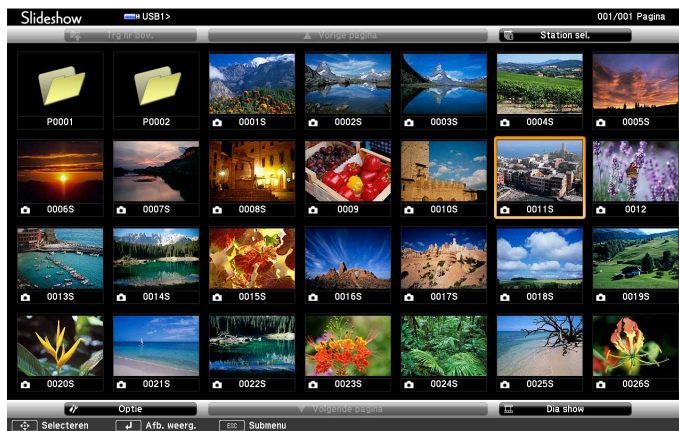 Slideshow USB1> 001/001 Pagina
Trg nr bov. Vorige pagina Station sel.
P0001 P0002 0001S 0002S 0003S 0004S 0005S
0006S 0007S 0008S 0009 0010S 0011S 0012
0013S 0014S 0015S 0016S 0017S 0018S 0019S
0020S 0021S 0022S 0023S 0024S 0025S 0026S
Optie Volgende pagina Dia show
Selecteren Afb. weerg. ESC Submenu